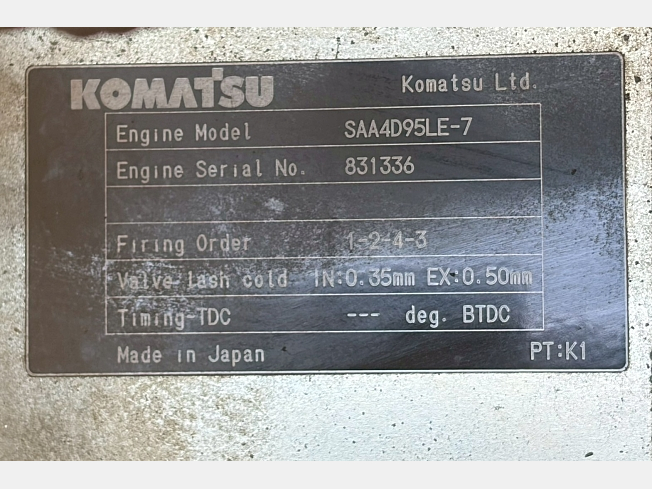 KOMATSU Komatsu Ltd.
Engine Model SAA4D95LE-7
Engine Serial No. 831336
Firing Order 1-2-4-3
Valve lash cold IN:0.35mm EX:0.50mm
Timing-TDC --- deg. BTDC
Made in Japan PT:K1